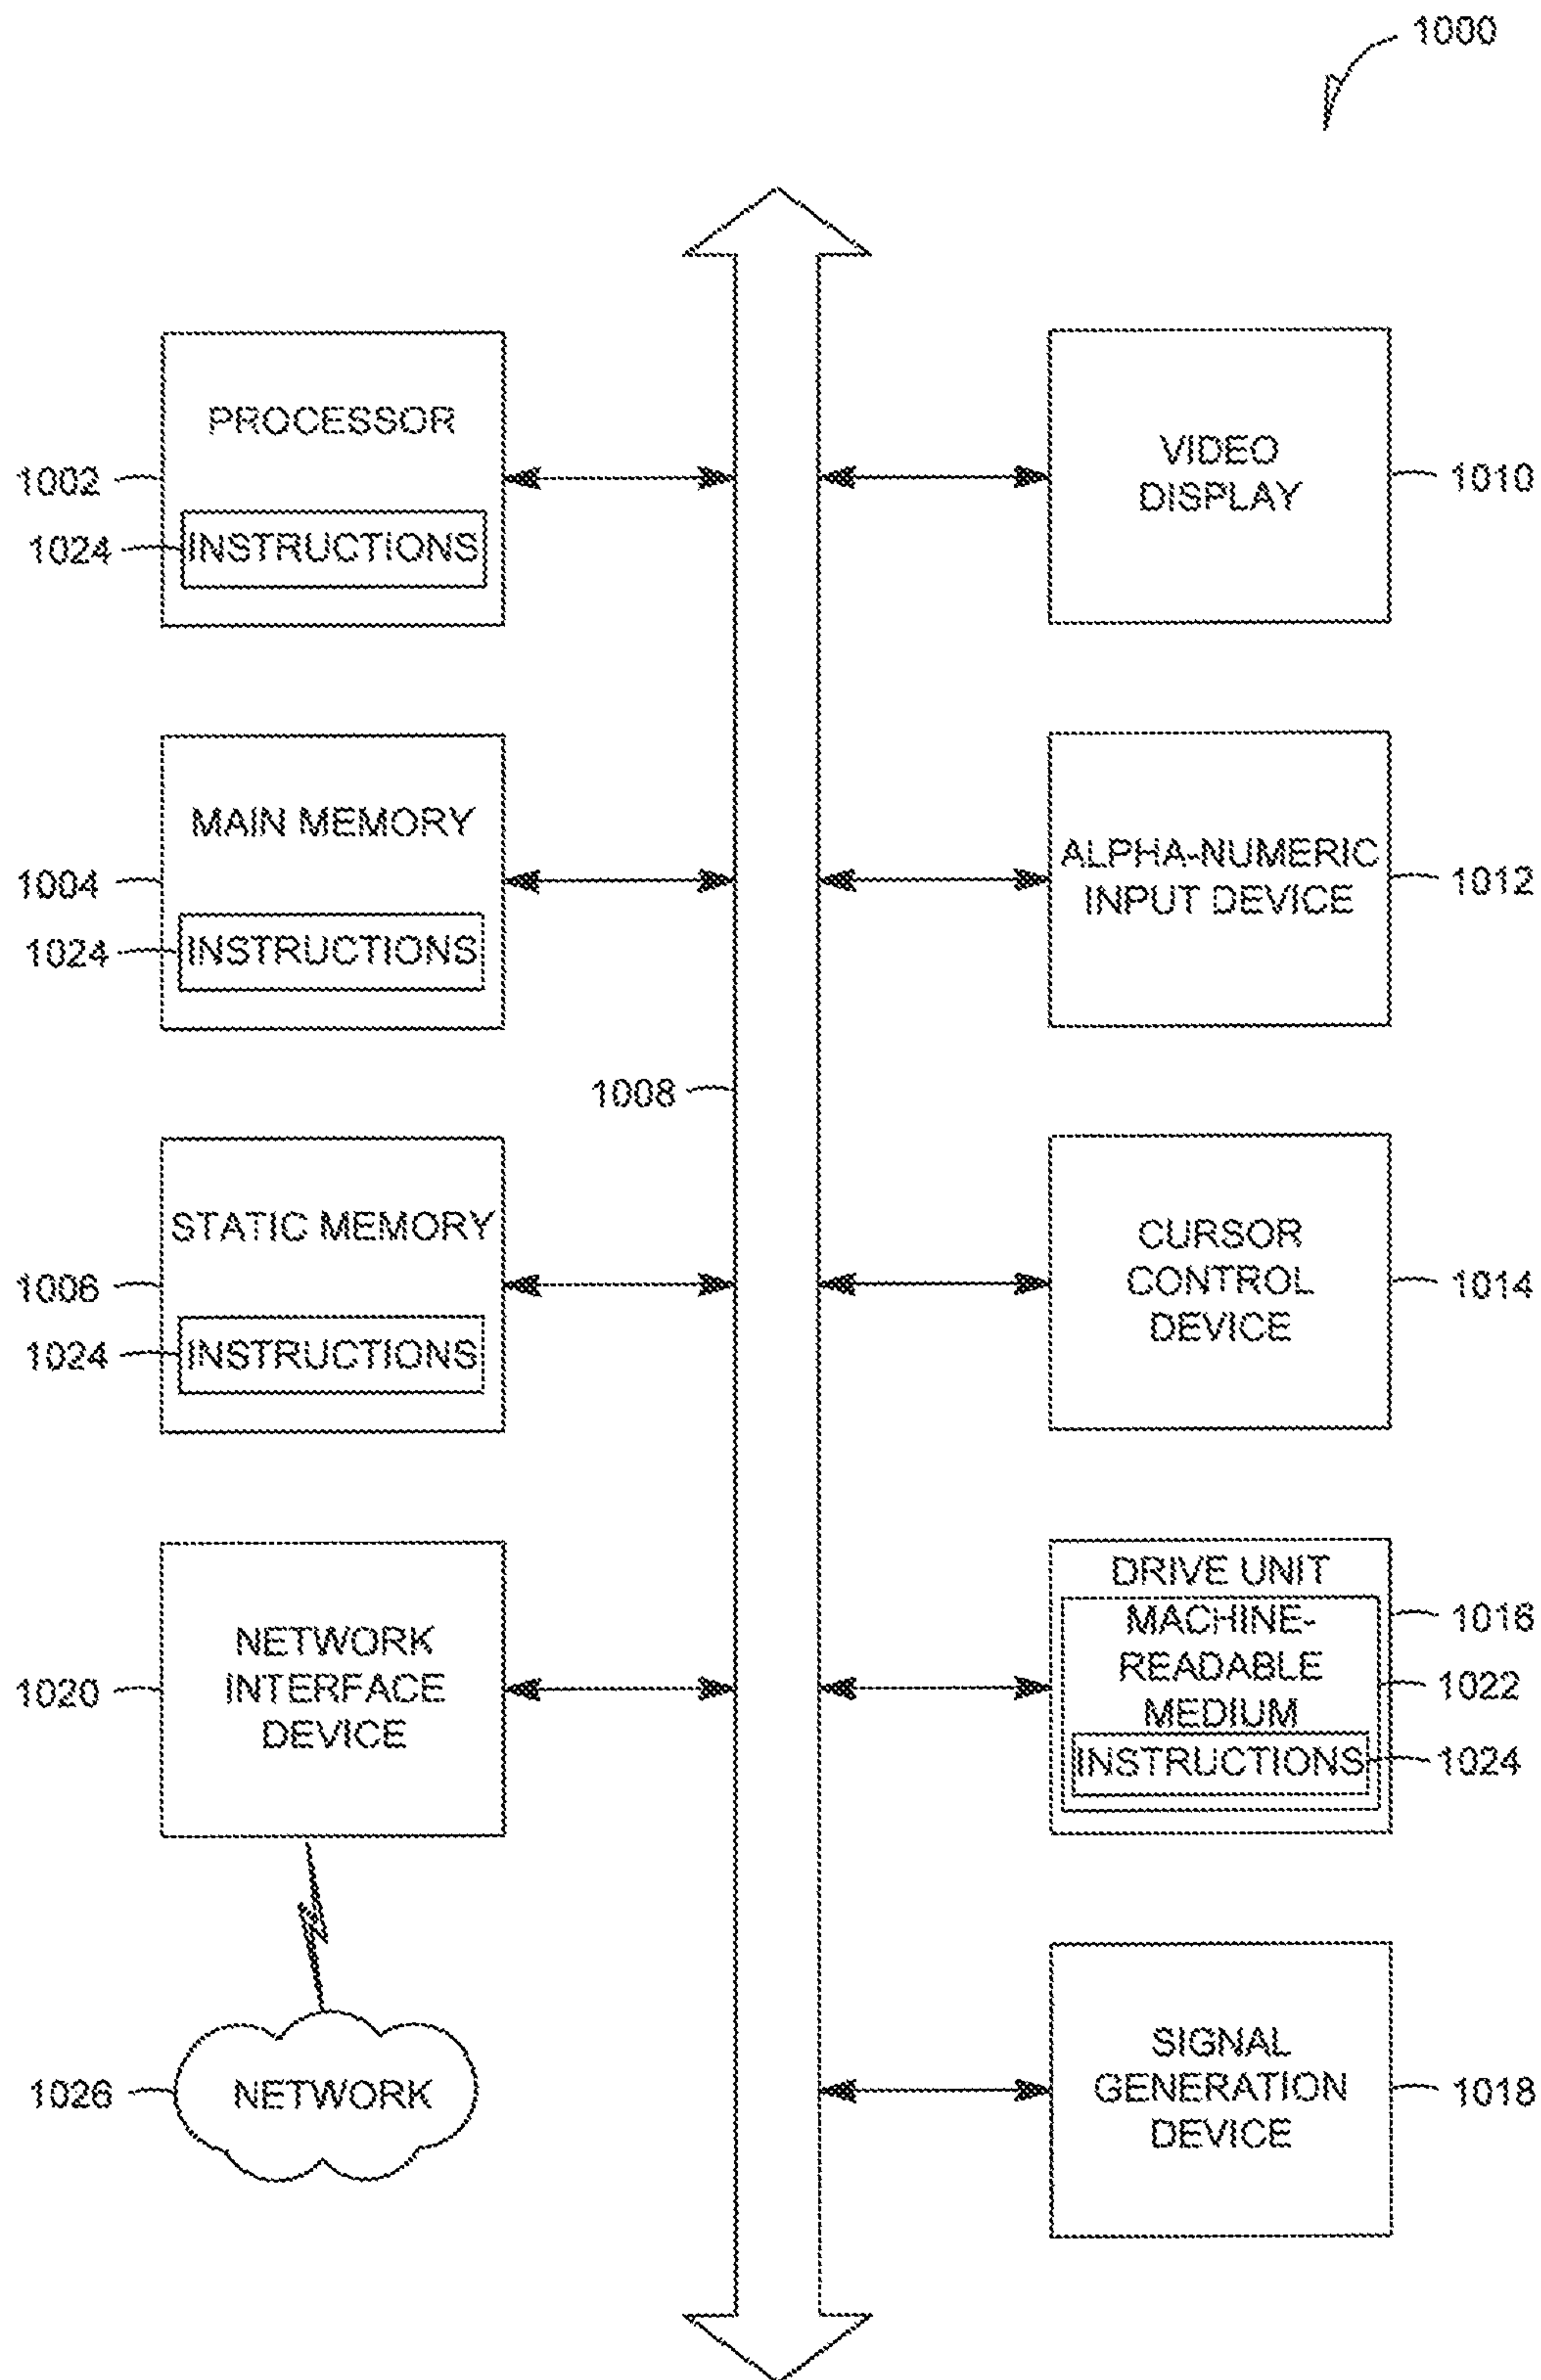 1000
PROCESSOR
1002
1024
INSTRUCTIONS
VIDEO
DISPLAY
1010
MAIN MEMORY
1004
1024
INSTRUCTIONS
ALPHA-NUMERIC
INPUT DEVICE
1012
1008
STATIC MEMORY
1006
1024
INSTRUCTIONS
CURSOR
CONTROL
DEVICE
1014
NETWORK
INTERFACE
DEVICE
1020
DRIVE UNIT
1016
MACHINE-
READABLE
MEDIUM
1022
INSTRUCTIONS
1024
NETWORK
1026
SIGNAL
GENERATION
DEVICE
1018